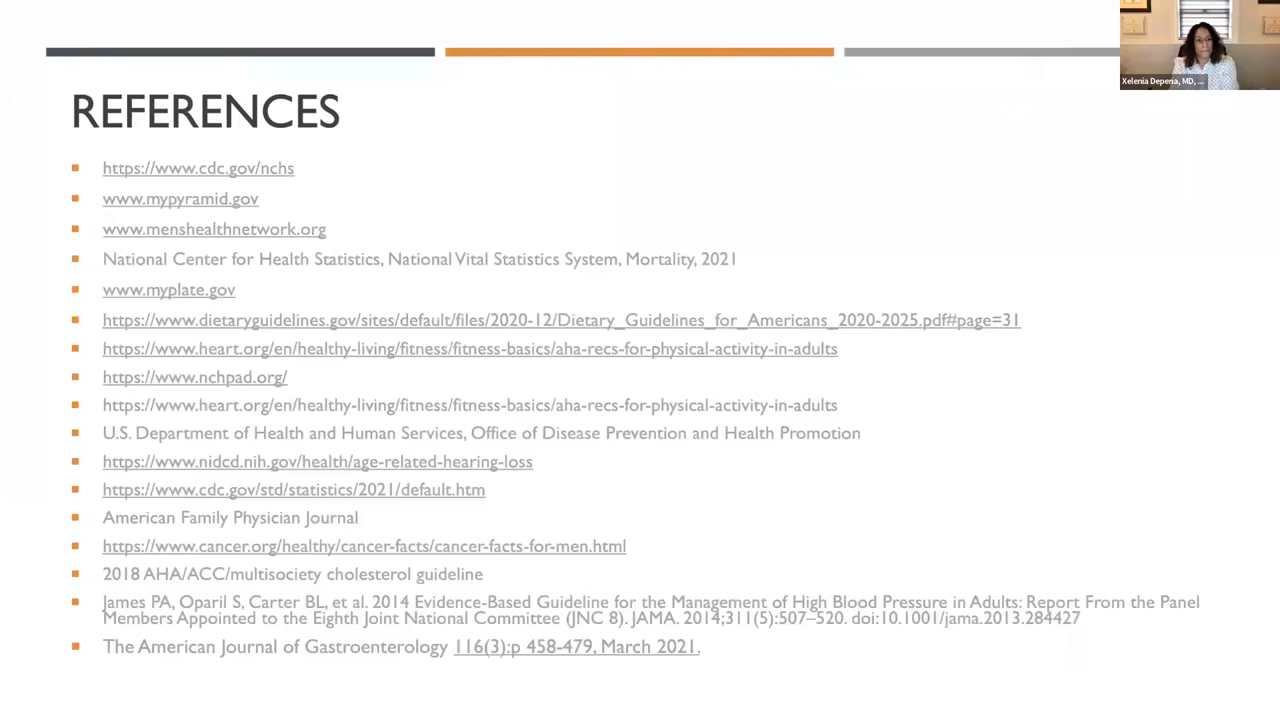 Xelenia Depena, MD, ...
REFERENCES
https://www.cdc.gov/nchs
www.mypyramid.gov
www.menshealthnetwork.org
National Center for Health Statistics, National Vital Statistics System, Mortality, 2021
www.myplate.gov
https://www.dietaryguidelines.gov/sites/default/files/2020-12/Dietary_Guidelines_for_Americans_2020-2025.pdf#page=31
https://www.heart.org/en/healthy-living/fitness/fitness-basics/aha-recs-for-physical-activity-in-adults
https://www.nchpad.org/
https://www.heart.org/en/healthy-living/fitness/fitness-basics/aha-recs-for-physical-activity-in-adults
U.S. Department of Health and Human Services, Office of Disease Prevention and Health Promotion
https://www.nidcd.nih.gov/health/age-related-hearing-loss
https://www.cdc.gov/std/statistics/2021/default.htm
American Family Physician Journal
https://www.cancer.org/healthy/cancer-facts/cancer-facts-for-men.html
2018 AHA/ACC/multisociety cholesterol guideline
James PA, Oparil S, Carter BL, et al. 2014 Evidence-Based Guideline for the Management of High Blood Pressure in Adults: Report From the Panel
Members Appointed to the Eighth Joint National Committee (JNC 8). JAMA. 2014;311(5):507–520. doi:10.1001/jama.2013.284427
The American Journal of Gastroenterology 116(3):p 458-479, March 2021.